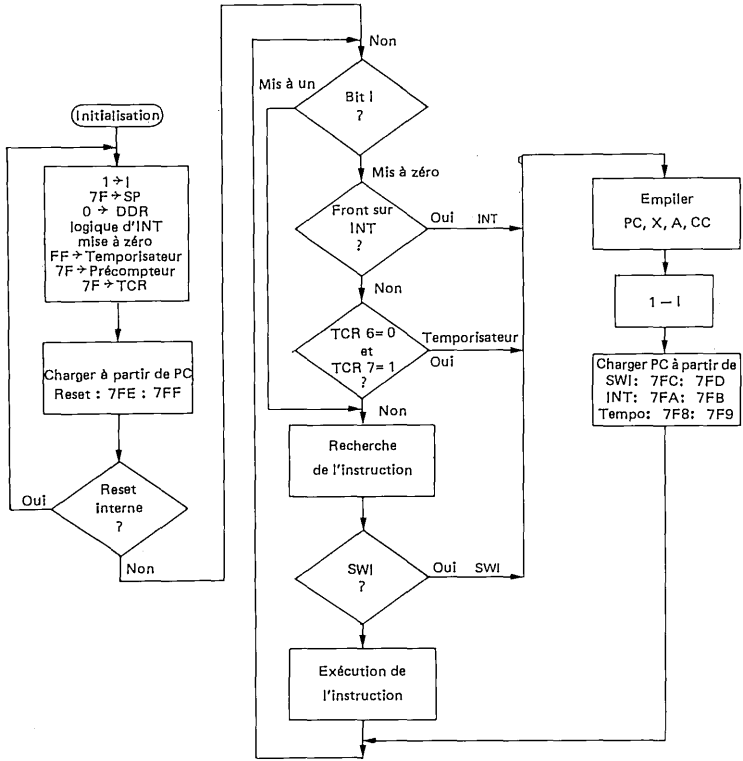 Initialisation
1→I
7F→SP
0 → DDR
logique d'INT
mise à zéro
FF→Temporisateur
7F→Précompteur
7F→TCR
Charger à partir de PC
Reset : 7FE : 7FF
Reset
interne
?
Oui
Non
Non
Mis à un
Bit I
?
Mis à zéro
Front sur
INT
?
Oui INT
Non
TCR 6=0
et
TCR 7=1
?
Temporisateur
Oui
Non
Recherche
de l'instruction
SWI
?
Oui SWI
Exécution de
l'instruction
Empiler
PC, X, A, CC
1 — I
Charger PC à partir de
SWI: 7FC: 7FD
INT: 7FA: 7FB
Tempo: 7F8: 7F9